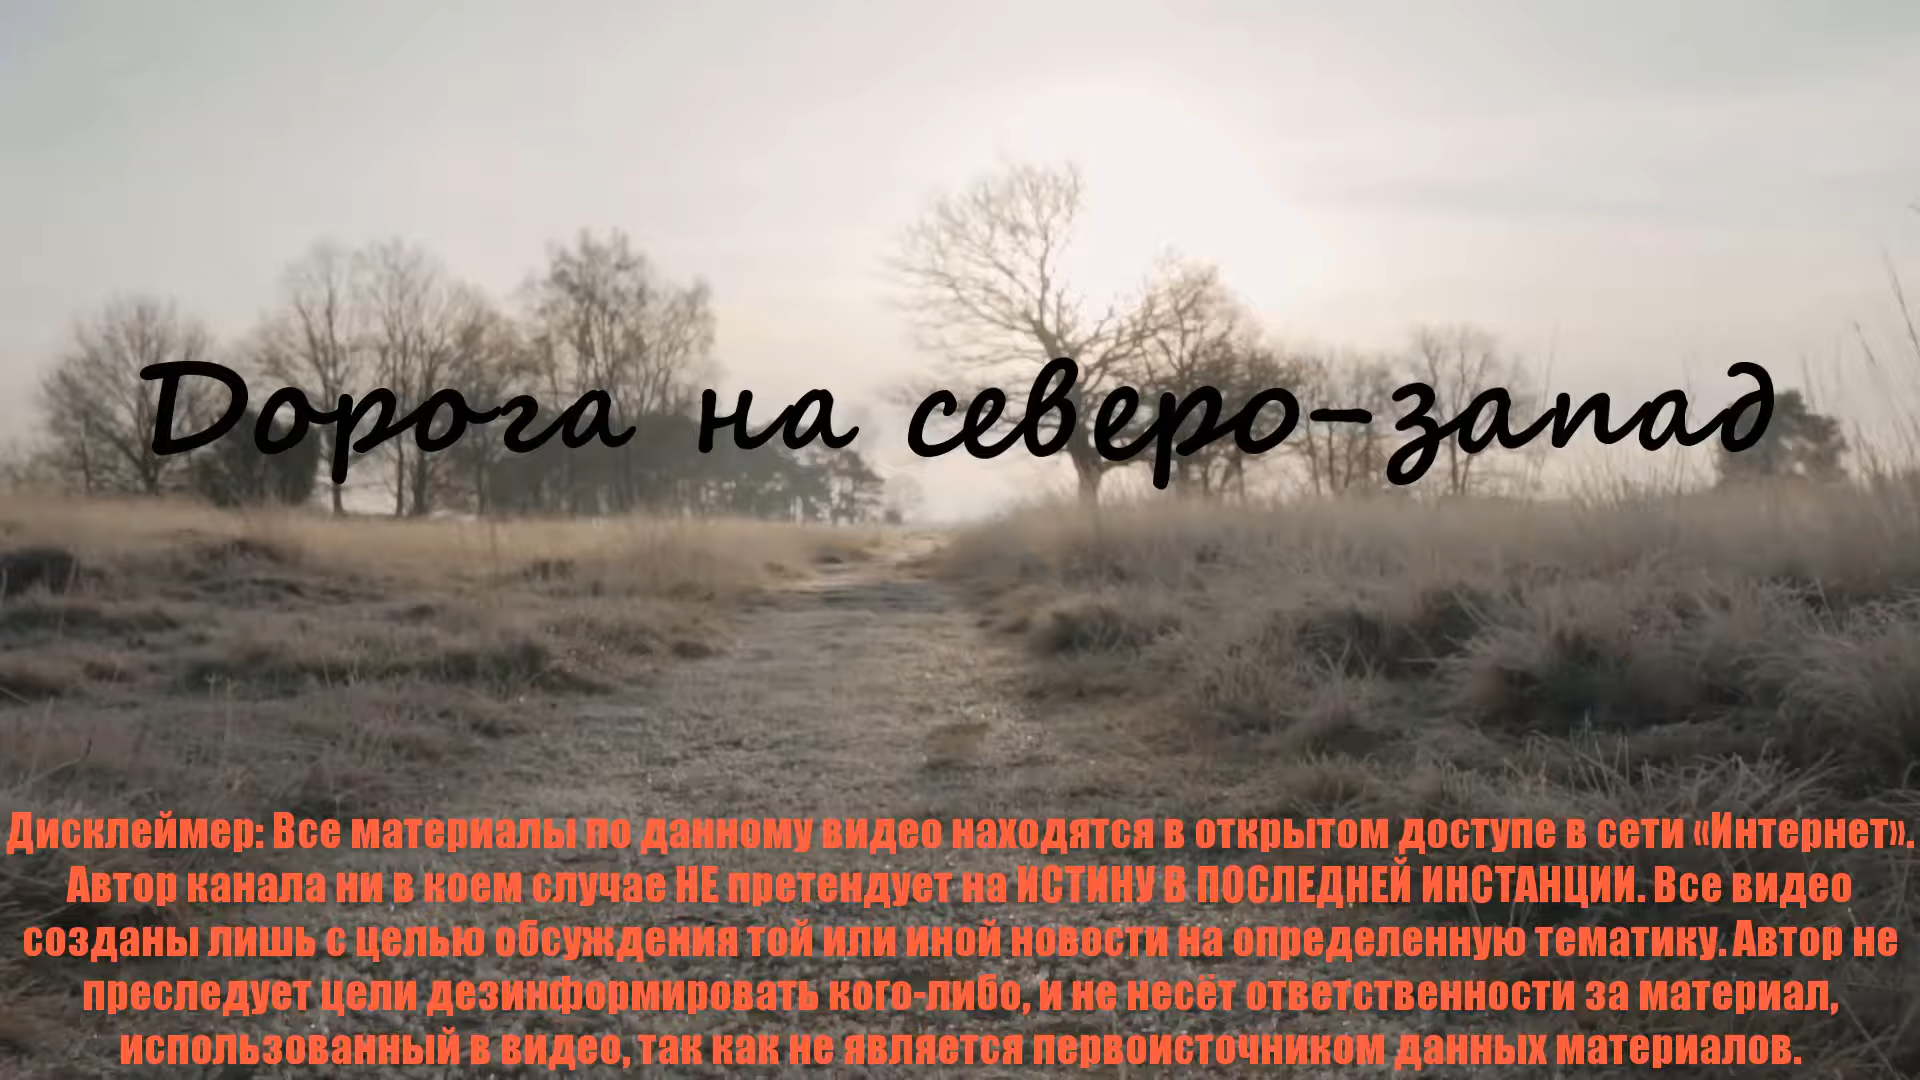 Дорога на северо-запад
Дисклеймер: Все материалы по данному видео находятся в открытом доступе в сети «Интернет».
Автор канала ни в коем случае НЕ претендует на ИСТИНУ В ПОСЛЕДНЕЙ ИНСТАНЦИИ. Все видео
созданы лишь с целью обсуждения той или иной новости на определенную тематику. Автор не
преследует цели дезинформировать кого-либо, и не несёт ответственности за материал,
использованный в видео, так как не является первоисточником данных материалов.